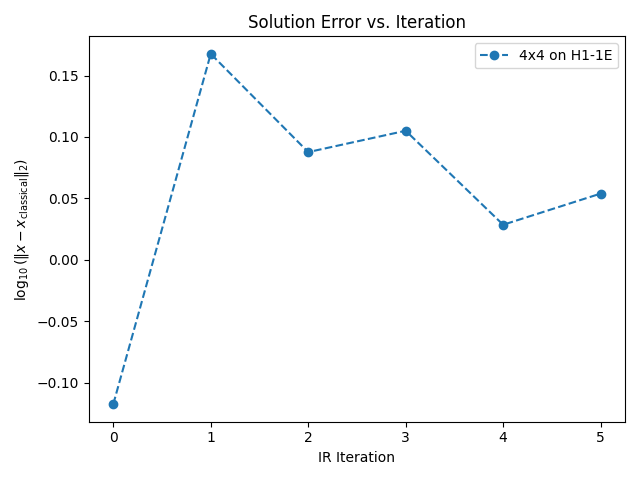 Solution Error vs. Iteration
4x4 on H1-1E
log₁₀(‖x − x_classical‖₂)
0.15
0.10
0.05
0.00
−0.05
−0.10
0 1 2 3 4 5
IR Iteration